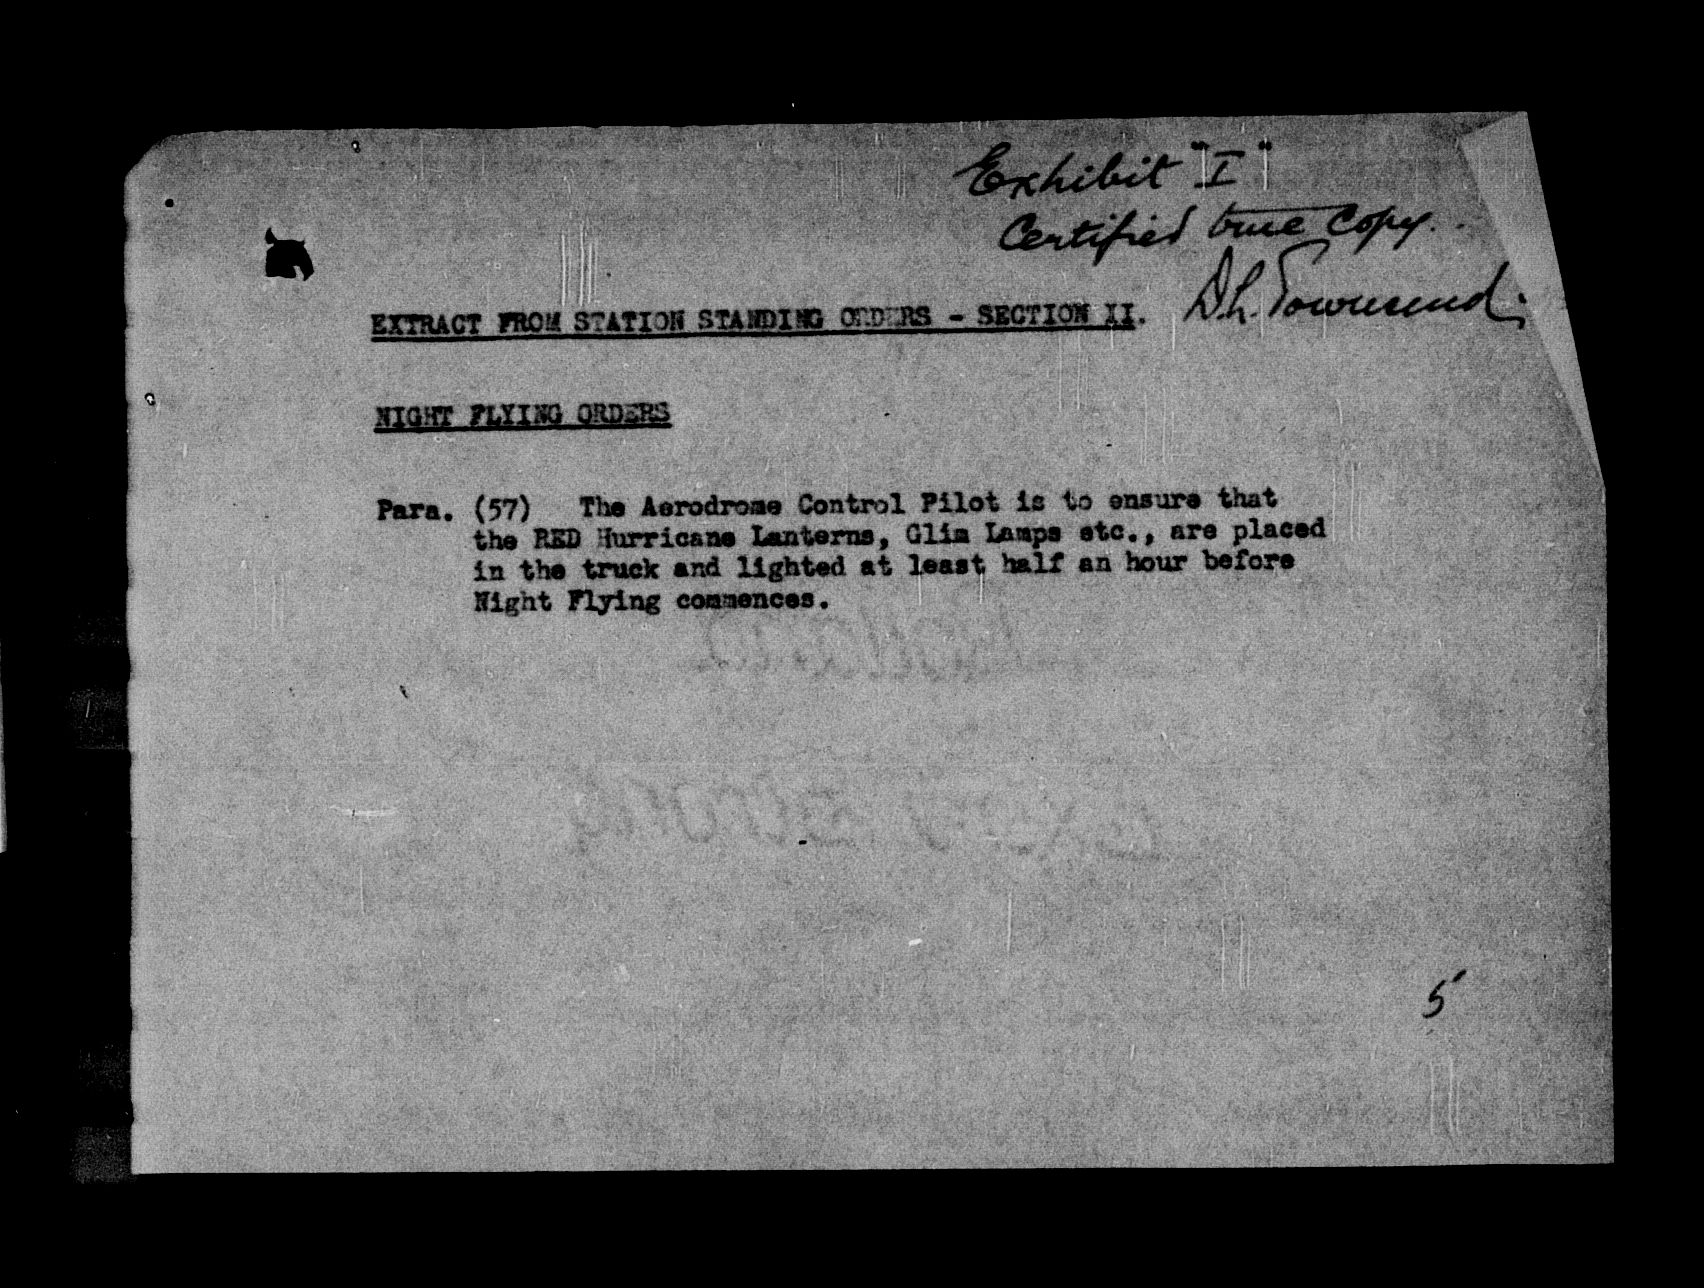 Exhibit "I"
Certified true copy.
D.L. Townsend.
EXTRACT FROM STATION STANDING ORDERS - SECTION II.
NIGHT FLYING ORDERS
Para. (57) The Aerodrome Control Pilot is to ensure that
the RED Hurricane Lanterns, Glim Lamps etc., are placed
in the truck and lighted at least half an hour before
Night Flying commences.
5